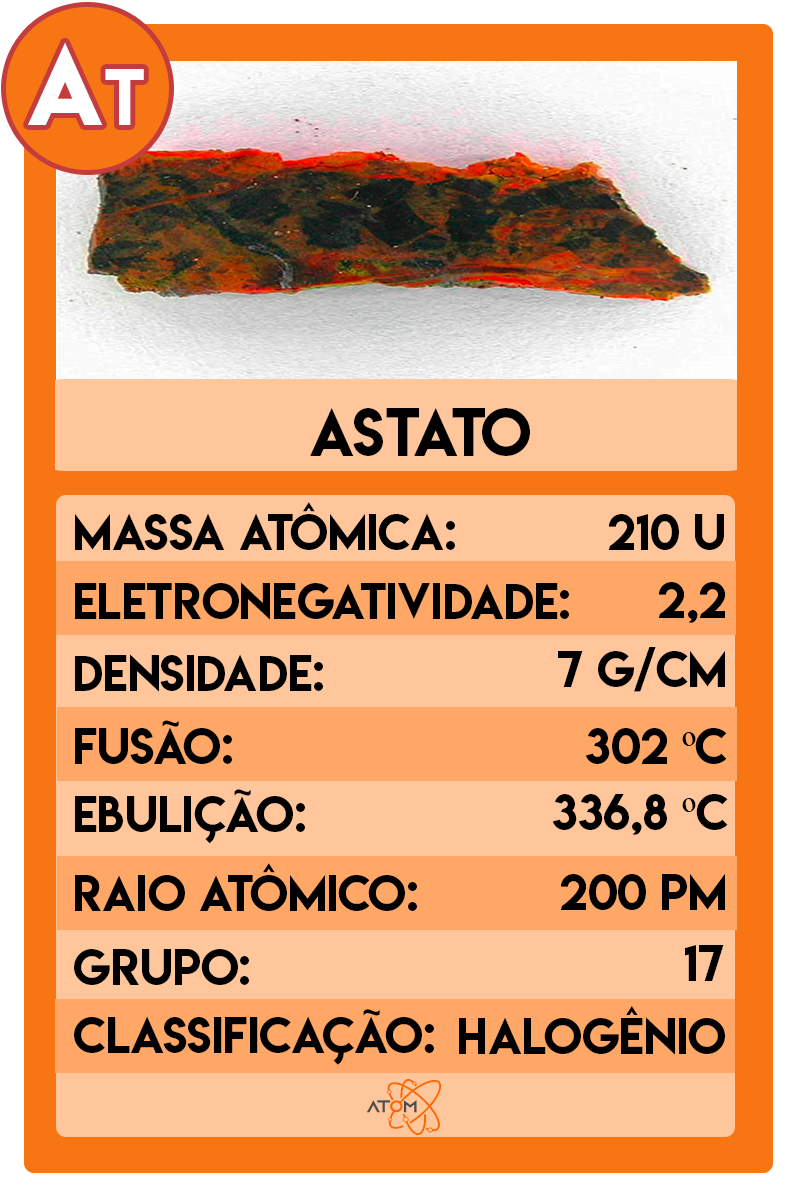 At
ASTATO
MASSA ATÔMICA: 210 U
ELETRONEGATIVIDADE: 2,2
DENSIDADE: 7 G/CM
FUSÃO: 302 ºC
EBULIÇÃO: 336,8 ºC
RAIO ATÔMICO: 200 PM
GRUPO: 17
CLASSIFICAÇÃO: HALOGÊNIO
ATOM